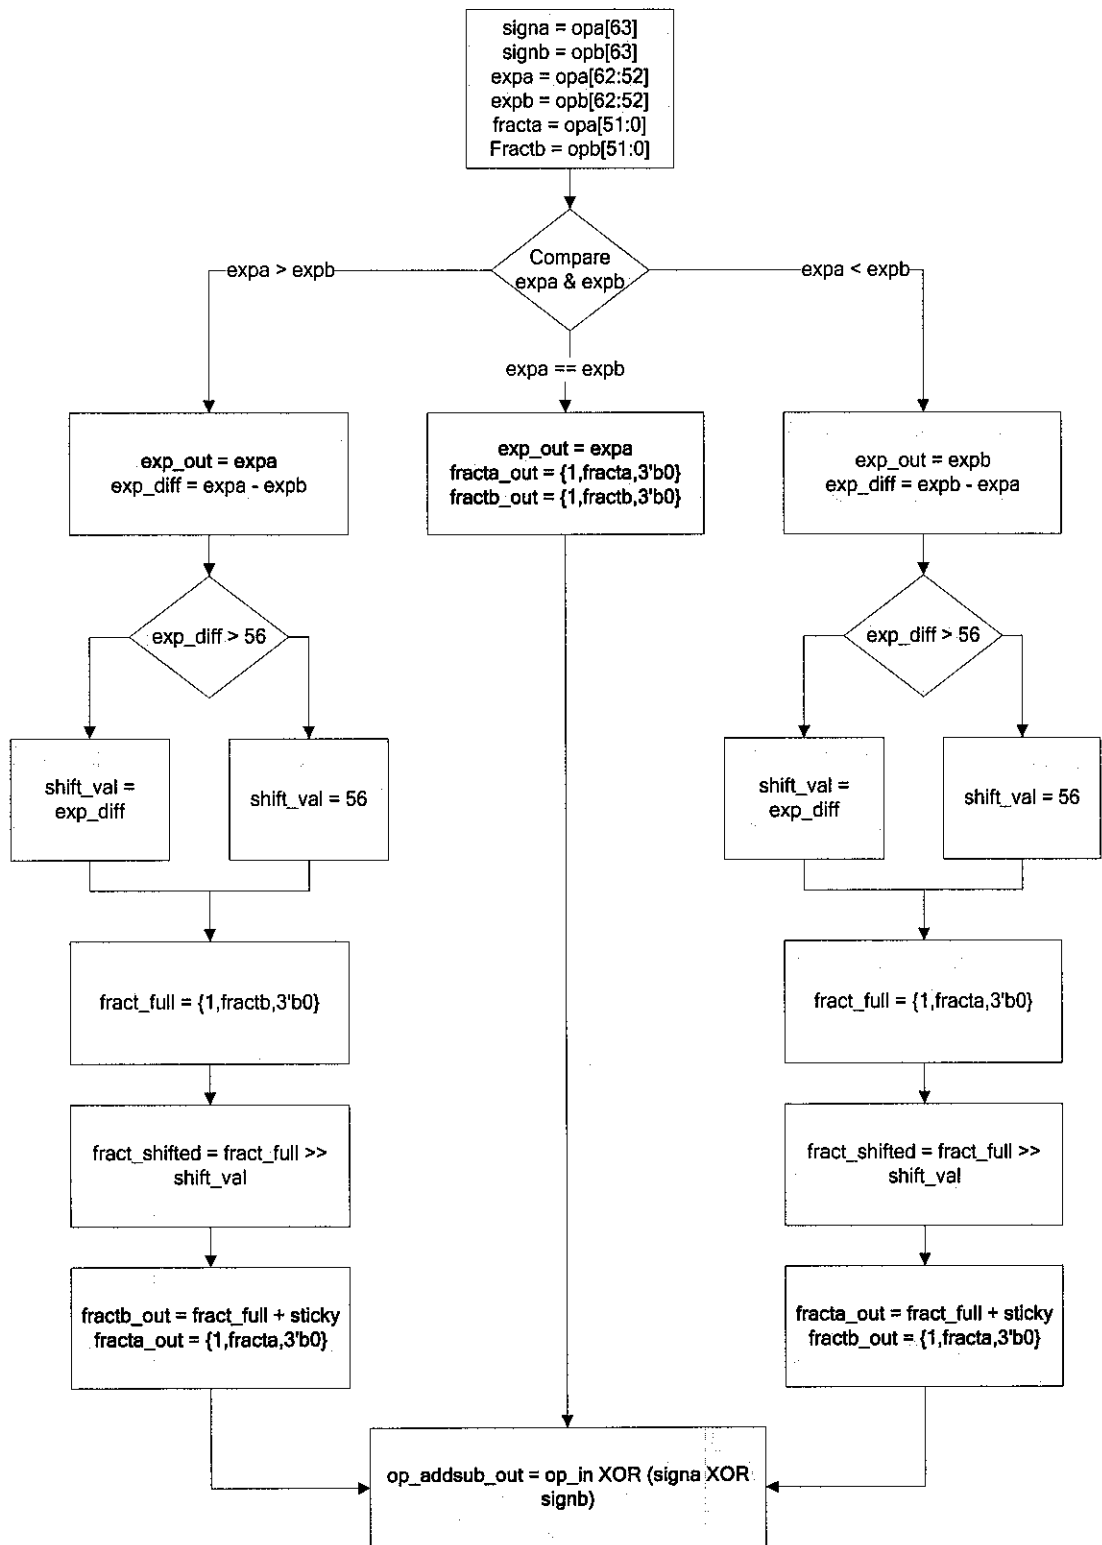 signa = opa[63]
signb = opb[63]
expa = opa[62:52]
expb = opb[62:52]
fracta = opa[51:0]
Fractb = opb[51:0]
Compare
expa & expb
expa > expb
expa < expb
expa == expb
exp_out = expa
exp_diff = expa - expb
exp_out = expa
fracta_out = {1,fracta,3'b0}
fractb_out = {1,fractb,3'b0}
exp_out = expb
exp_diff = expb - expa
exp_diff > 56
exp_diff > 56
shift_val =
exp_diff
shift_val = 56
shift_val =
exp_diff
shift_val = 56
fract_full = {1,fractb,3'b0}
fract_full = {1,fracta,3'b0}
fract_shifted = fract_full >>
shift_val
fract_shifted = fract_full >>
shift_val
fractb_out = fract_full + sticky
fracta_out = {1,fracta,3'b0}
fracta_out = fract_full + sticky
fractb_out = {1,fracta,3'b0}
op_addsub_out = op_in XOR (signa XOR
signb)